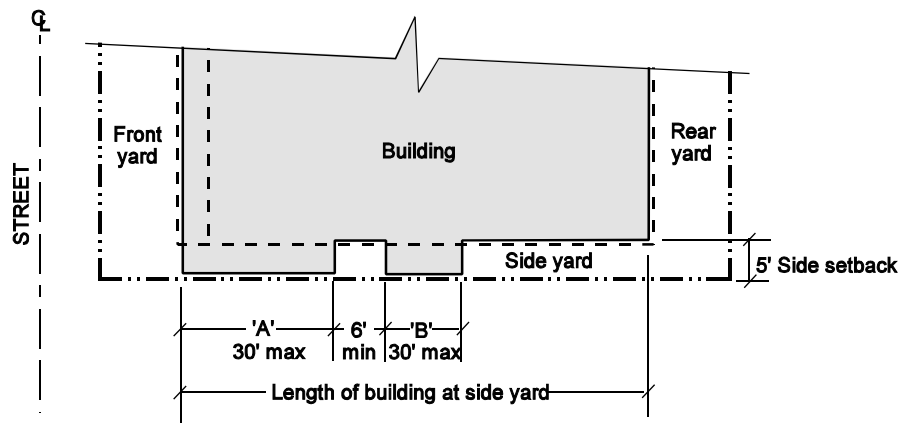 ℄
STREET
Front
yard
Building
Rear
yard
Side yard
5' Side setback
'A'
30' max
6'
min
'B'
30' max
Length of building at side yard